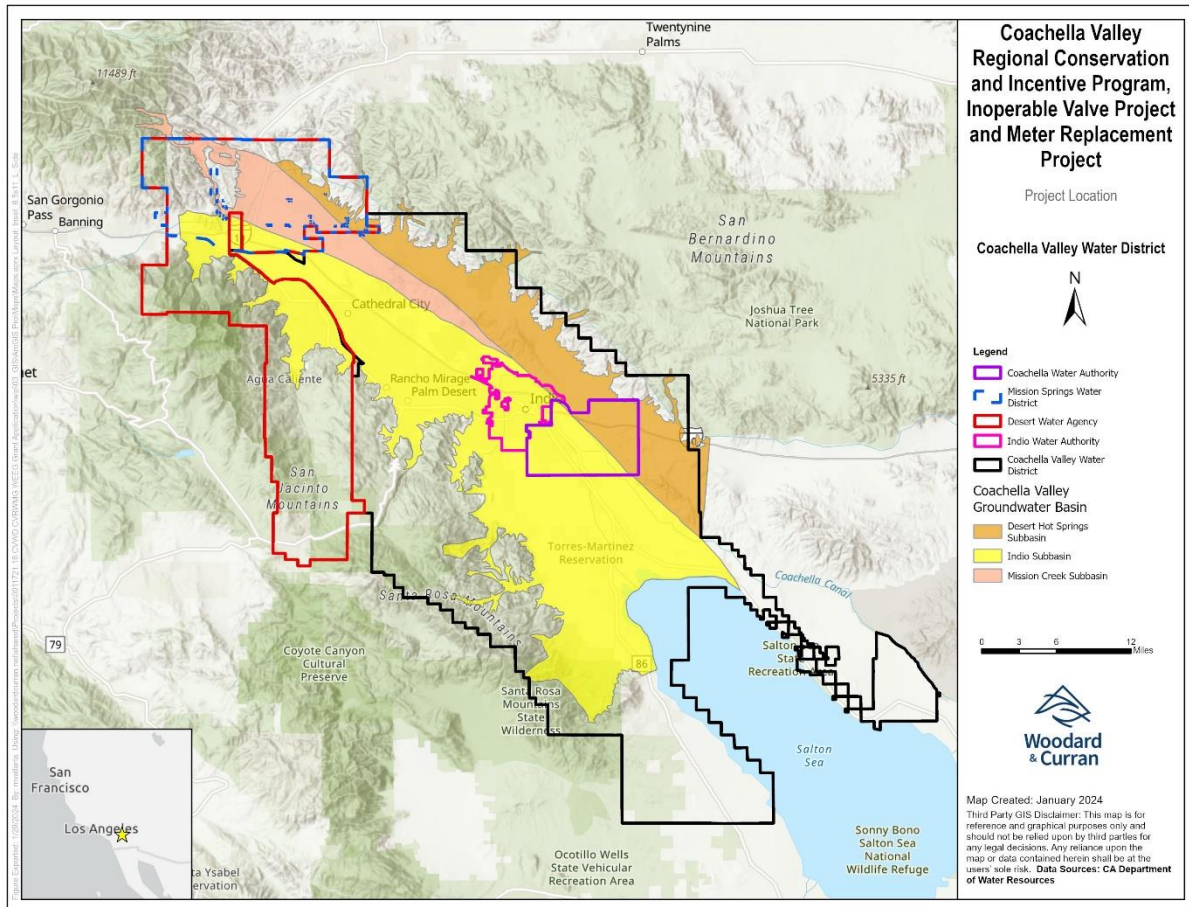 Coachella Valley
Regional Conservation
and Incentive Program,
Inoperable Valve Project
and Meter Replacement
Project
Project Location
Coachella Valley Water District
N
Legend
Coachella Water Authority
Mission Springs Water
District
Desert Water Agency
Indio Water Authority
Coachella Valley Water
District
Coachella Valley
Groundwater Basin
Desert Hot Springs
Subbasin
Indio Subbasin
Mission Creek Subbasin
0 3 6 12
Miles
Woodard
& Curran
Map Created: January 2024
Third Party GIS Disclaimer: This map is for
reference and graphical purposes only and
should not be relied upon by third parties for
any legal decisions. Any reliance upon the
map or data contained herein shall be at the
users' sole risk. Data Sources: CA Department
of Water Resources
Twentynine
Palms
11489 ft
San Gorgonio
Pass
Banning
San
Bernardino
Mountains
Cathedral City
Joshua Tree
National Park
Agua Caliente
Rancho Mirage
Palm Desert
5335 ft
Indio
San
Jacinto
Mountains
Torres-Martinez
Reservation
Coachella Canal
Santa Rosa Mountains
79
Coyote Canyon
Cultural
Preserve
86
Salton
State
Recreation Area
Santa Rosa
Mountains
State
Wilderness
Salton
Sea
Sonny Bono
Salton Sea
National
Wildlife Refuge
Ocotillo Wells
State Vehicular
Recreation Area
San
Francisco
Los Angeles
ta Ysabel
servation